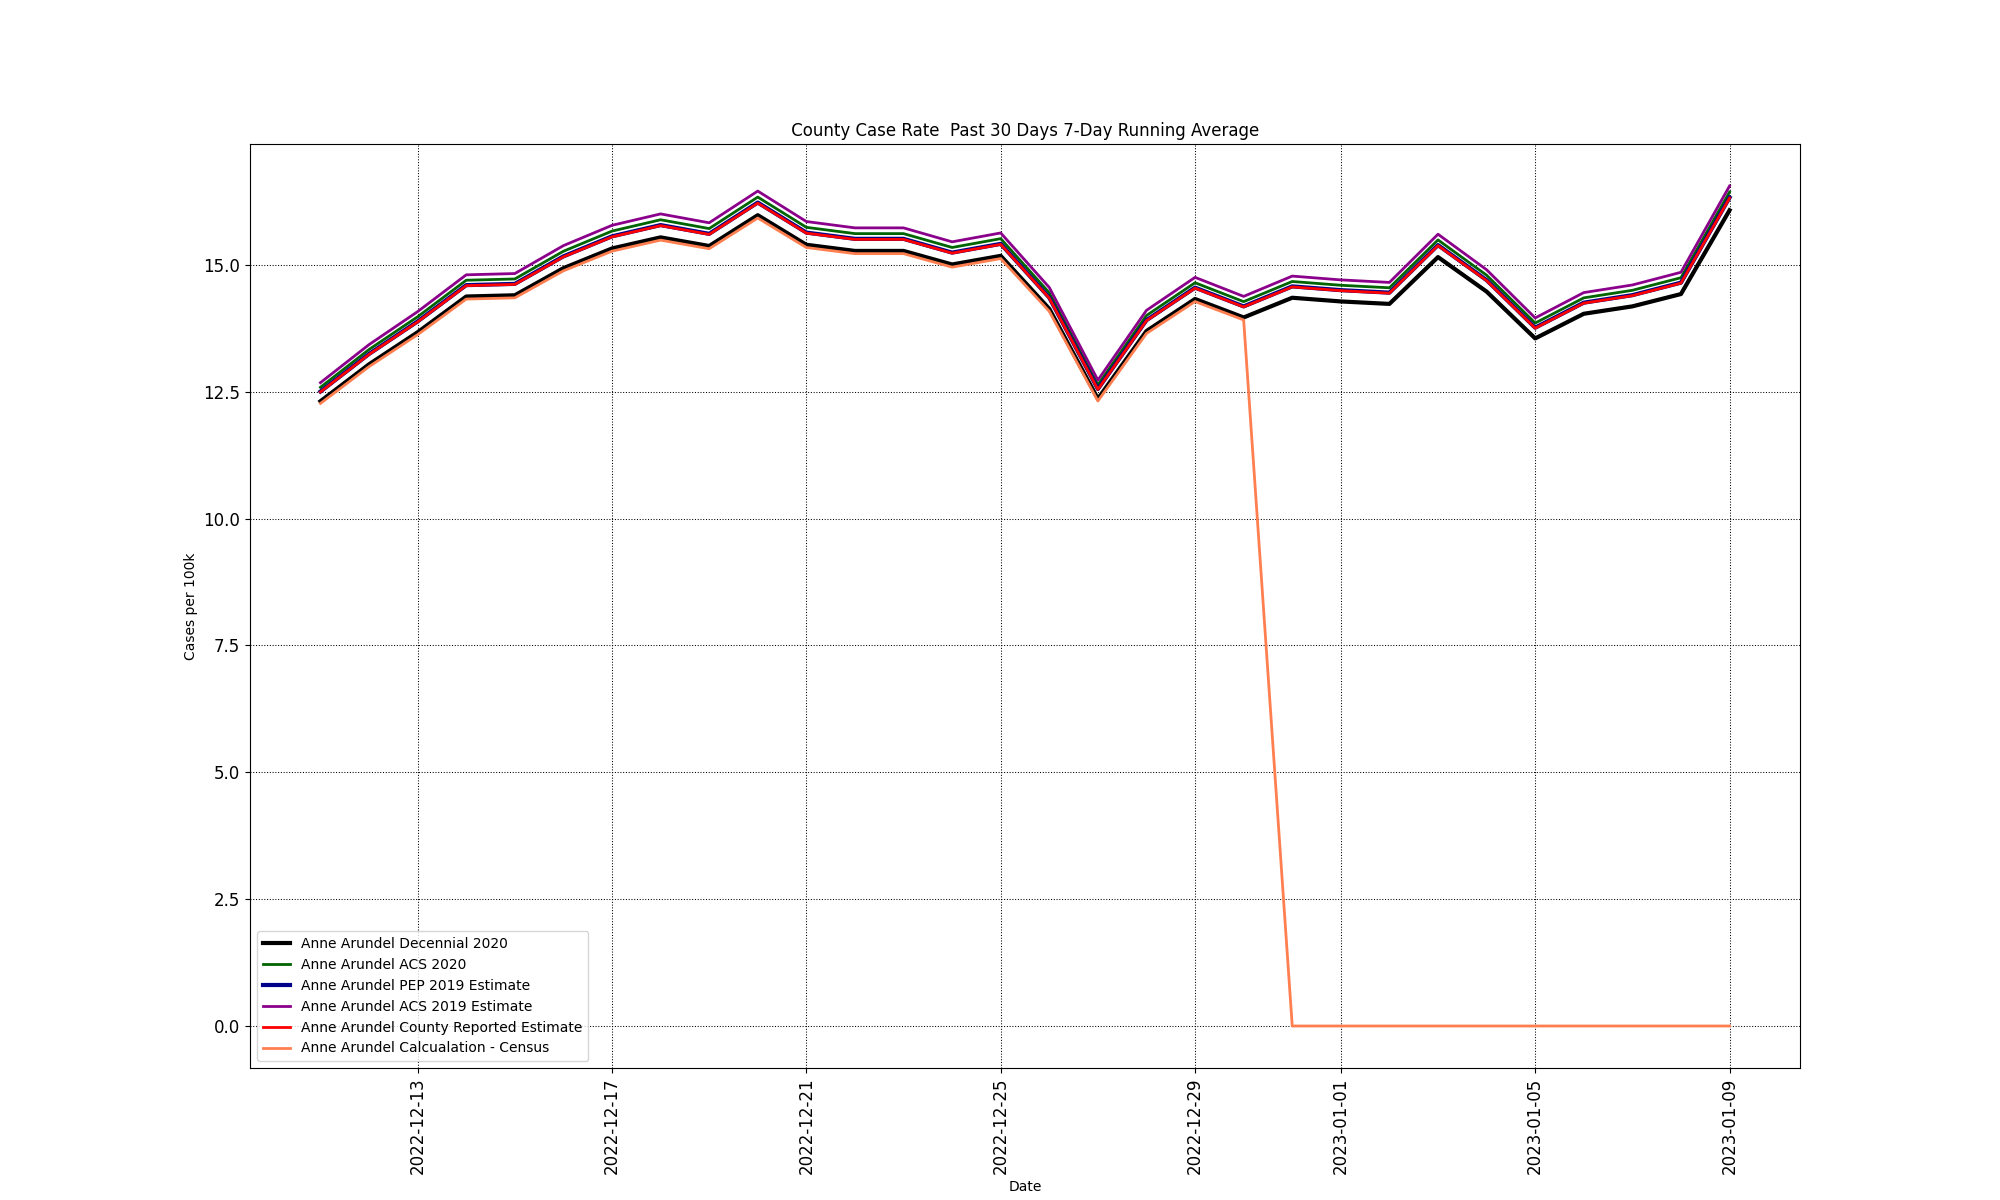 County Case Rate  Past 30 Days 7-Day Running Average
Cases per 100k
15.0
12.5
10.0
7.5
5.0
2.5
0.0
Anne Arundel Decennial 2020
Anne Arundel ACS 2020
Anne Arundel PEP 2019 Estimate
Anne Arundel ACS 2019 Estimate
Anne Arundel County Reported Estimate
Anne Arundel Calcualation - Census
2022-12-13
2022-12-17
2022-12-21
2022-12-25
2022-12-29
2023-01-01
2023-01-05
2023-01-09
Date